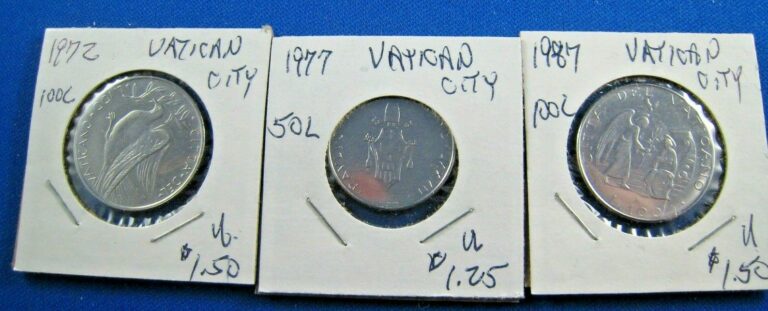 1972 VATICAN
CITY
100L
U.
$1.50
1977 VATICAN
CITY
50L
U
$1.25
1987 VATICAN
CITY
100L
U
$1.50